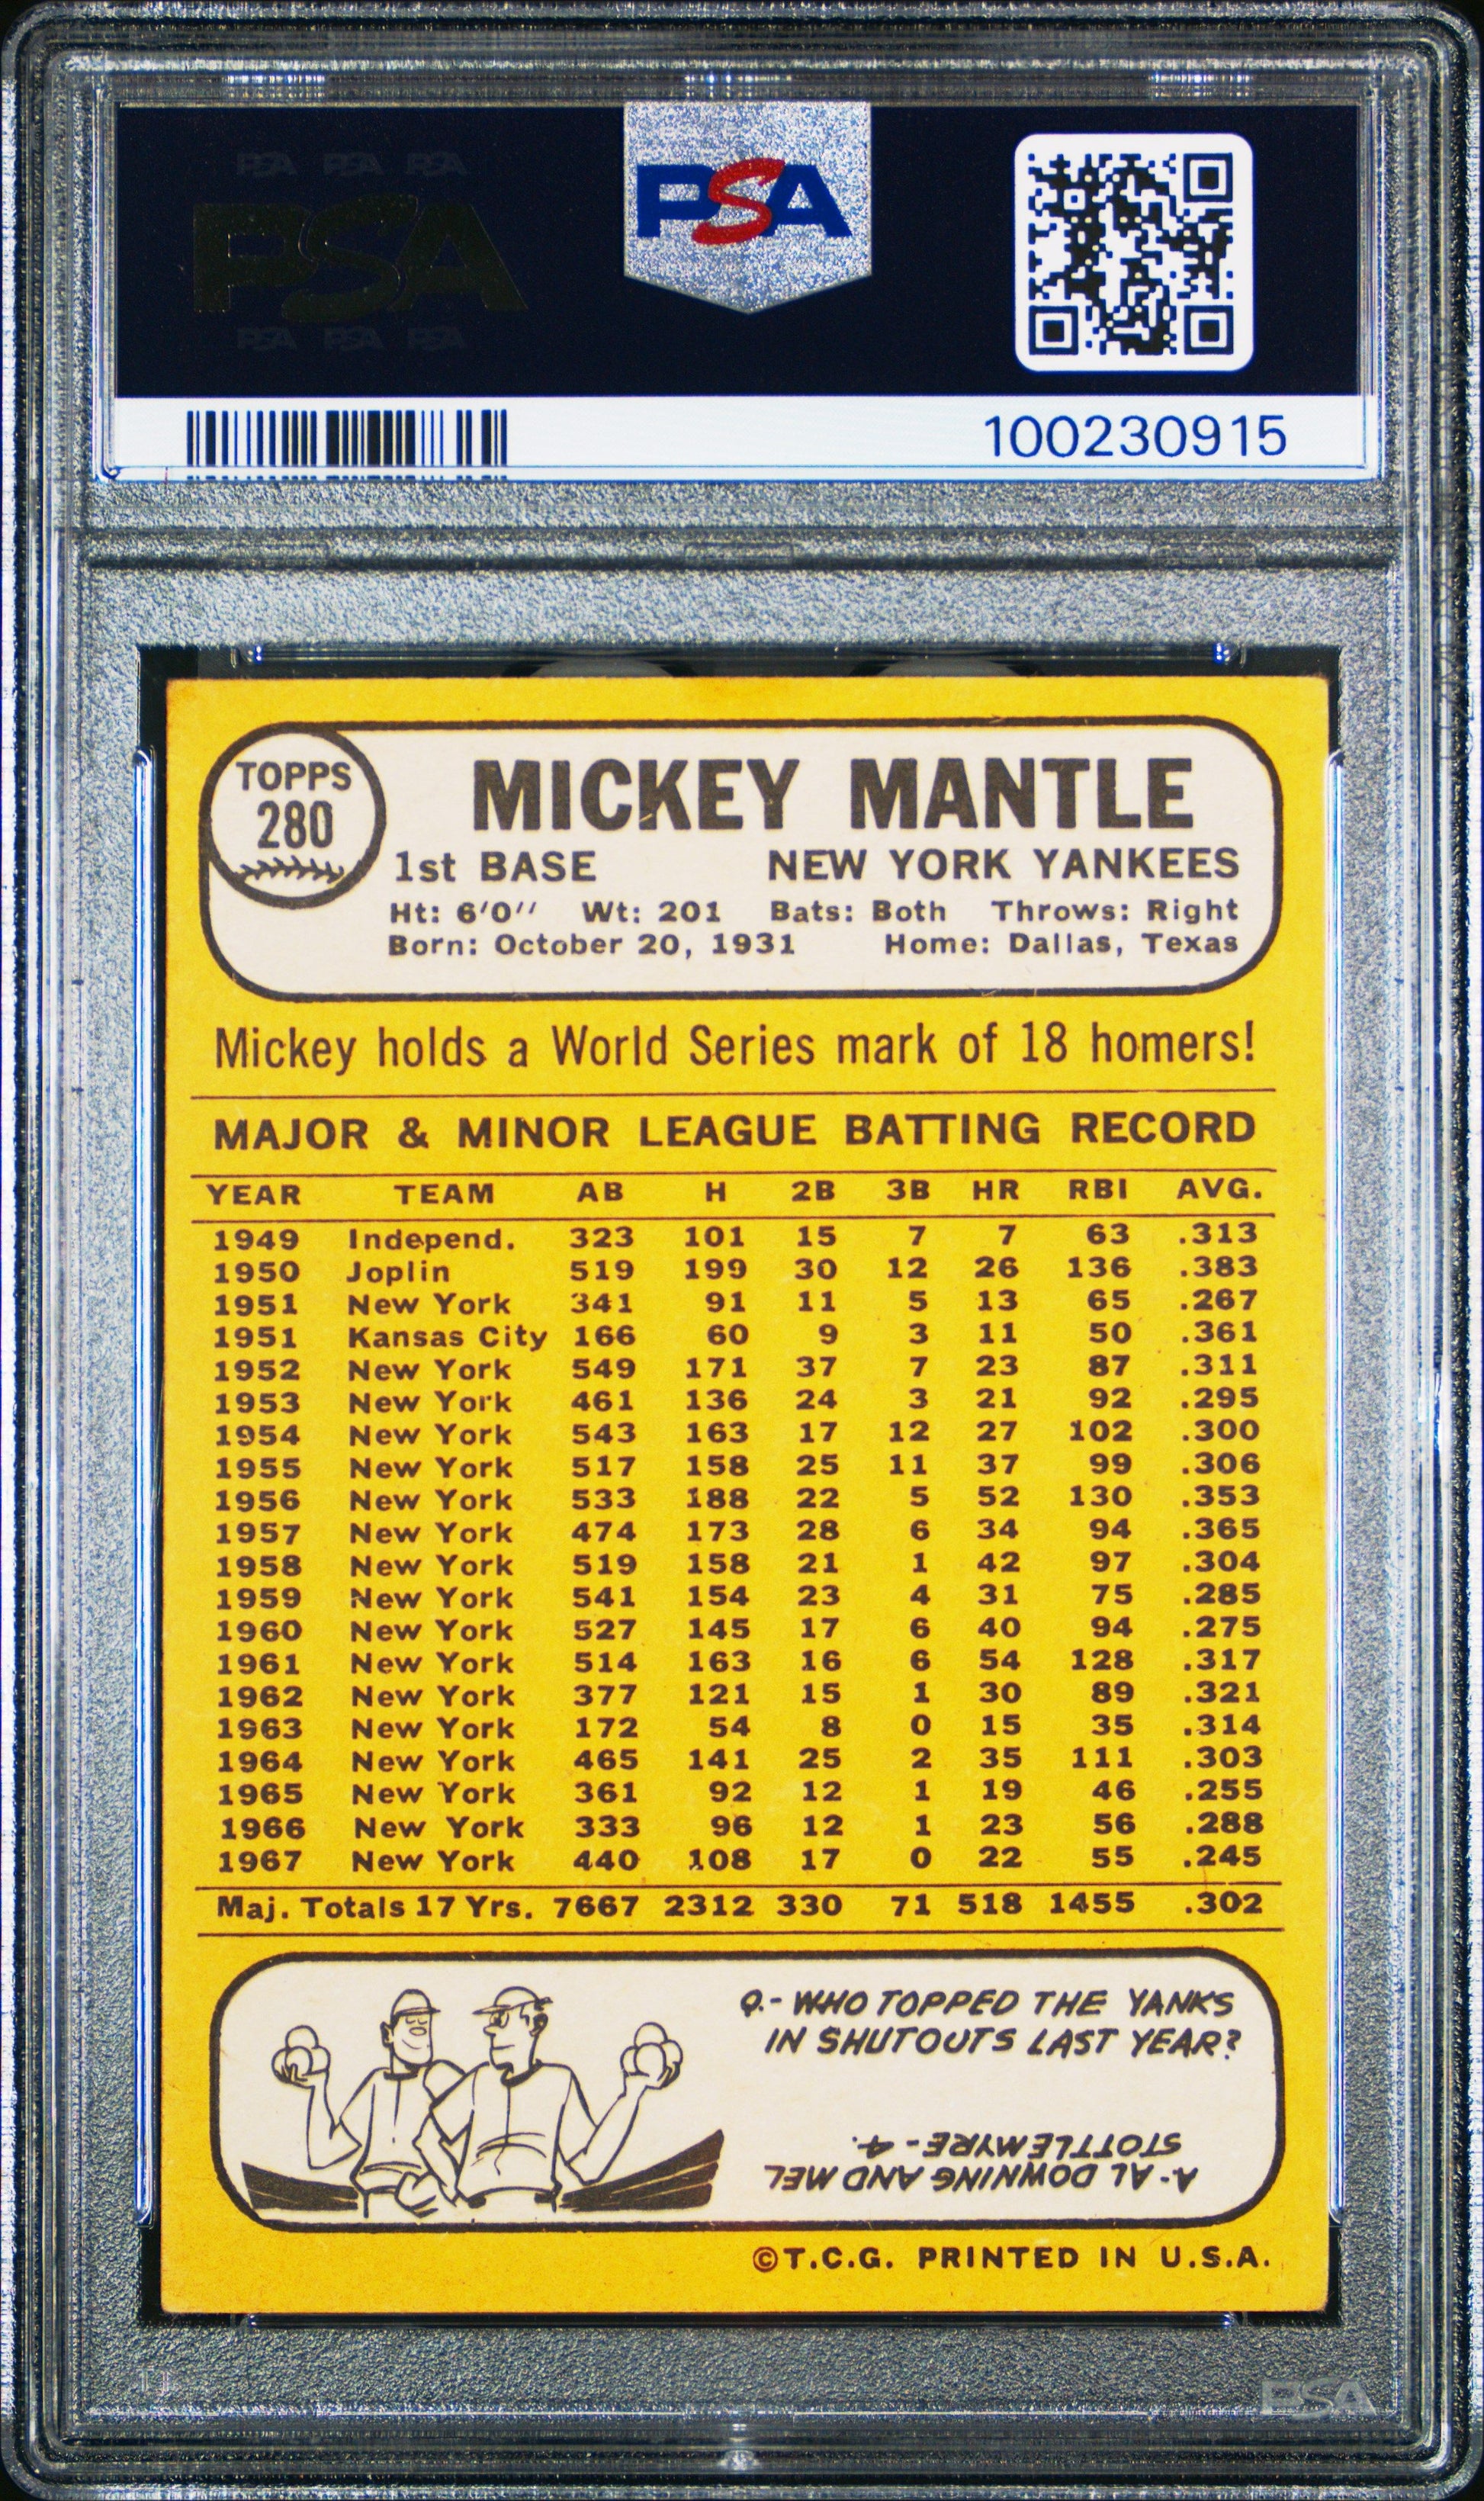 PSA PSA PSA
PSA
PSA PSA PSA
PSA
100230915
TOPPS
280
MICKEY MANTLE
1st BASE NEW YORK YANKEES
Ht: 6'0'' Wt: 201 Bats: Both Throws: Right
Born: October 20, 1931 Home: Dallas, Texas
Mickey holds a World Series mark of 18 homers!
MAJOR & MINOR LEAGUE BATTING RECORD
YEAR TEAM AB H 2B 3B HR RBI AVG.
1949 Independ. 323 101 15 7 7 63 .313
1950 Joplin 519 199 30 12 26 136 .383
1951 New York 341 91 11 5 13 65 .267
1951 Kansas City 166 60 9 3 11 50 .361
1952 New York 549 171 37 7 23 87 .311
1953 New York 461 136 24 3 21 92 .295
1954 New York 543 163 17 12 27 102 .300
1955 New York 517 158 25 11 37 99 .306
1956 New York 533 188 22 5 52 130 .353
1957 New York 474 173 28 6 34 94 .365
1958 New York 519 158 21 1 42 97 .304
1959 New York 541 154 23 4 31 75 .285
1960 New York 527 145 17 6 40 94 .275
1961 New York 514 163 16 6 54 128 .317
1962 New York 377 121 15 1 30 89 .321
1963 New York 172 54 8 0 15 35 .314
1964 New York 465 141 25 2 35 111 .303
1965 New York 361 92 12 1 19 46 .255
1966 New York 333 96 12 1 23 56 .288
1967 New York 440 108 17 0 22 55 .245
Maj. Totals 17 Yrs. 7667 2312 330 71 518 1455 .302
Q.- WHO TOPPED THE YANKS
IN SHUTOUTS LAST YEAR?
A.- AL DOWNING AND MEL
STOTTLEMYRE - 4.
©T.C.G. PRINTED IN U.S.A.
PSA